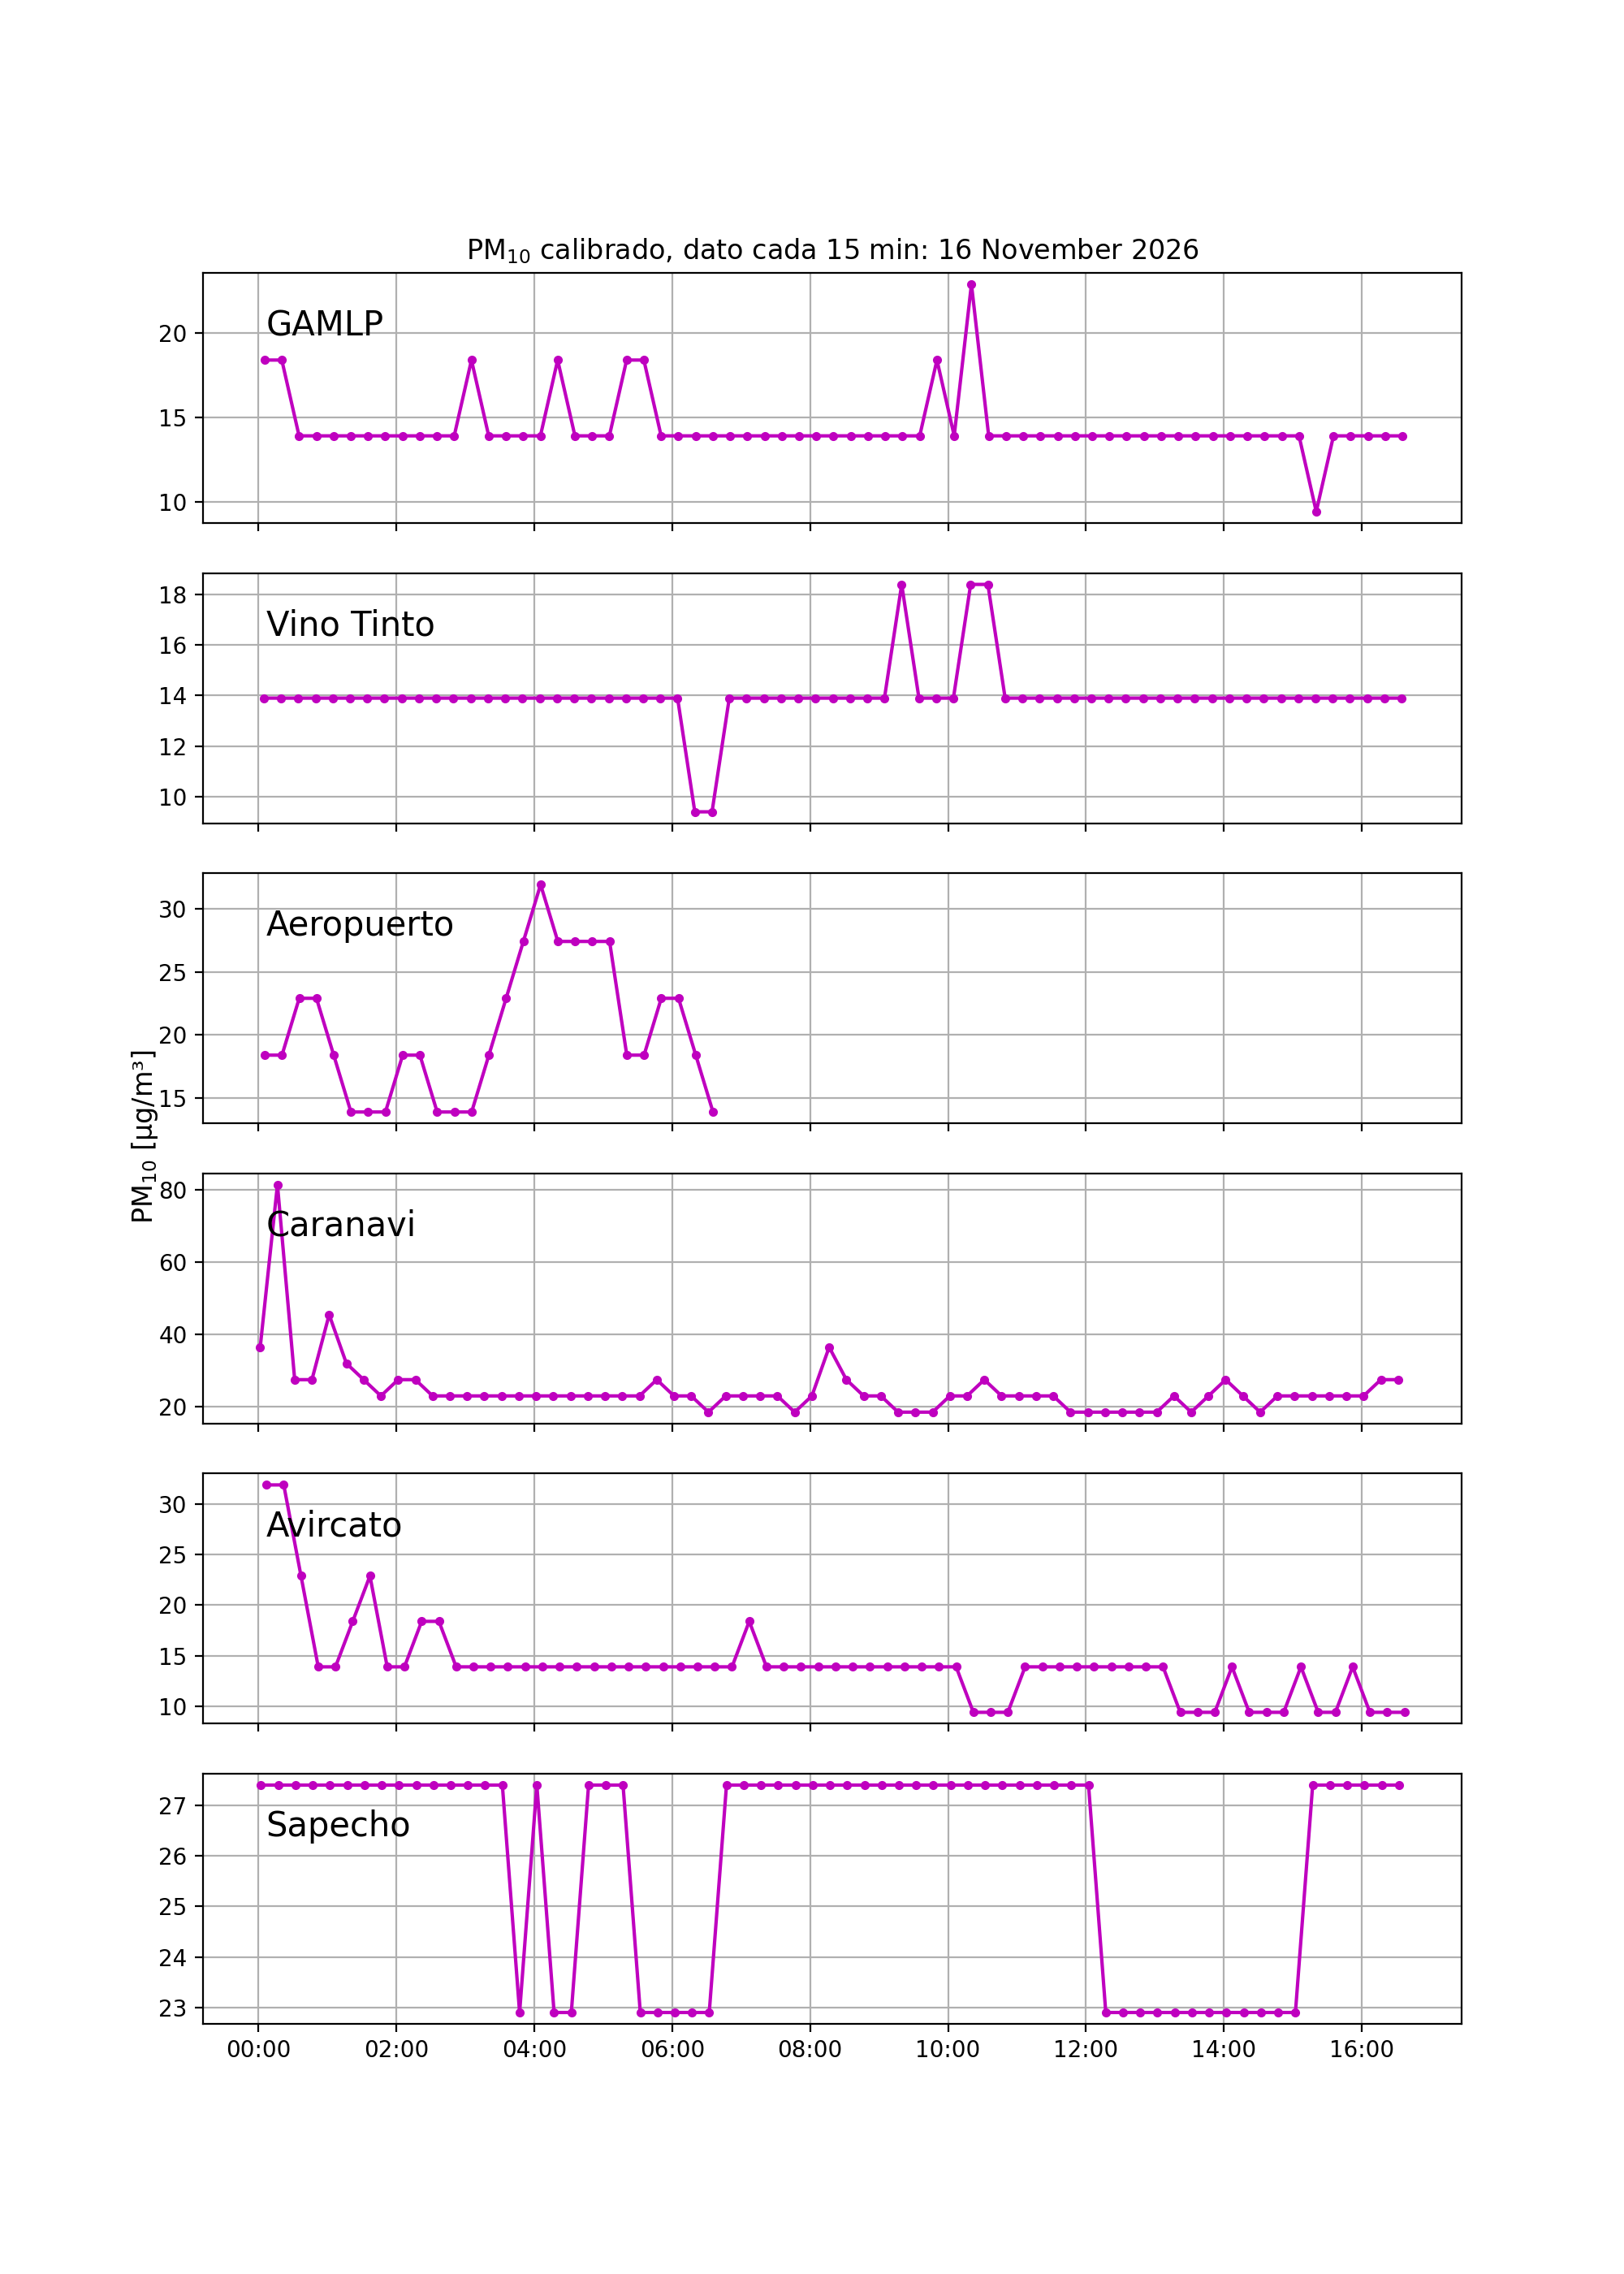 PM₁₀ calibrado, dato cada 15 min: 16 November 2026
GAMLP
20
15
10
Vino Tinto
18
16
14
12
10
Aeropuerto
30
25
20
15
PM₁₀ [µg/m³]
Caranavi
80
60
40
20
Avircato
30
25
20
15
10
Sapecho
27
26
25
24
23
00:00 02:00 04:00 06:00 08:00 10:00 12:00 14:00 16:00